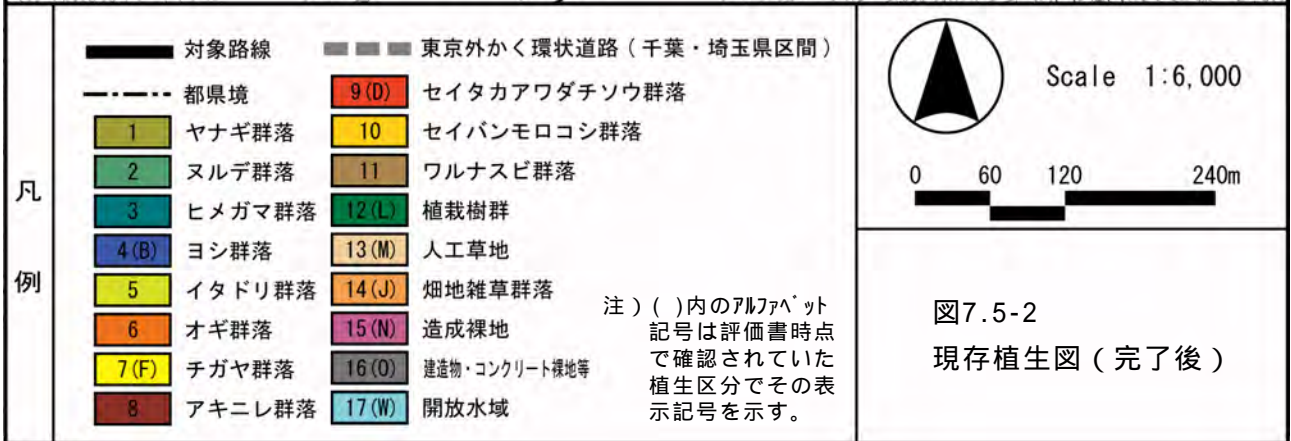 凡例
対象路線
東京外かく環状道路（千葉・埼玉県区間）
都県境
1 ヤナギ群落
2 ヌルデ群落
3 ヒメガマ群落
4(B) ヨシ群落
5 イタドリ群落
6 オギ群落
7(F) チガヤ群落
8 アキニレ群落
9(D) セイタカアワダチソウ群落
10 セイバンモロコシ群落
11 ワルナスビ群落
12(L) 植栽樹群
13(M) 人工草地
14(J) 畑地雑草群落
15(N) 造成裸地
16(O) 建造物・コンクリート裸地等
17(W) 開放水域
注）( )内のｱﾙﾌｧﾍﾞｯﾄ
記号は評価書時点
で確認されていた
植生区分でその表
示記号を示す。
Scale 1:6,000
0 60 120 240m
図7.5-2
現存植生図（完了後）